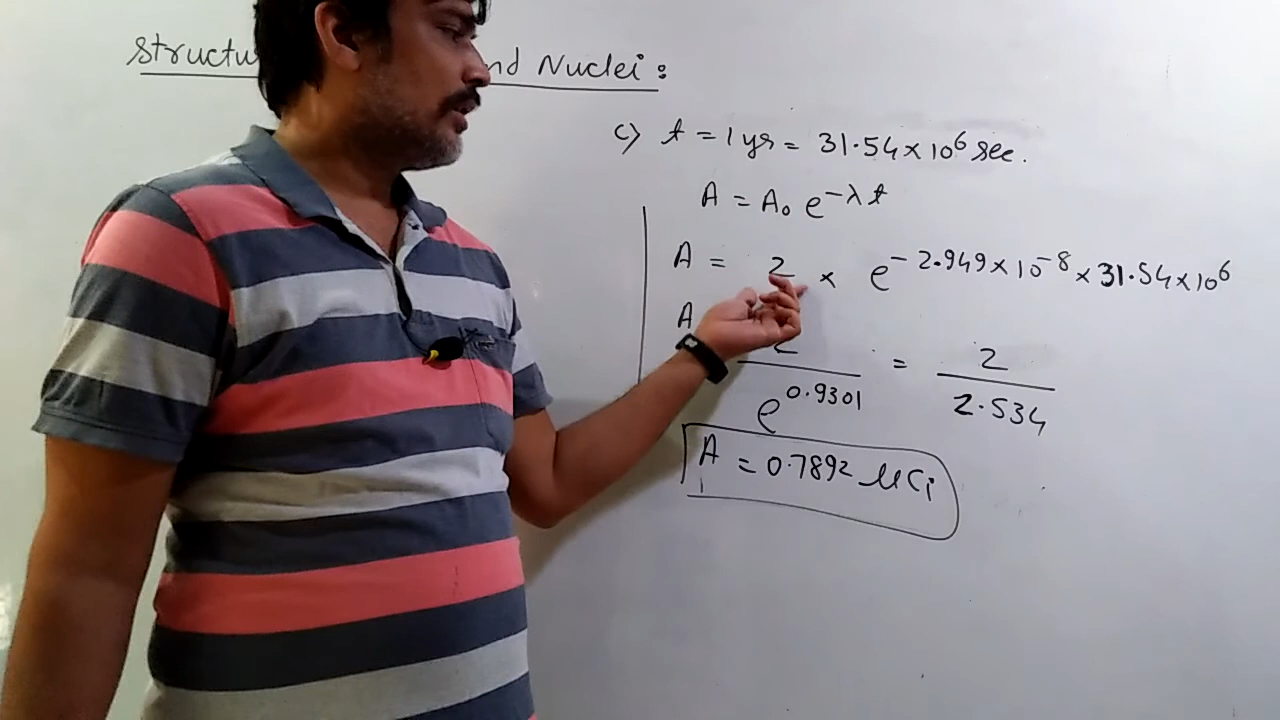 Structu nd Nuclei :
c) t = 1 yr = 31.54 × 10⁶ sec.
A = A₀ e^{-λt}
A = 2 × e^{-2.949 × 10⁻⁸ × 31.54 × 10⁶}
A 2 / e^{0.9301} = 2 / 2.534
A = 0.7892 μCi